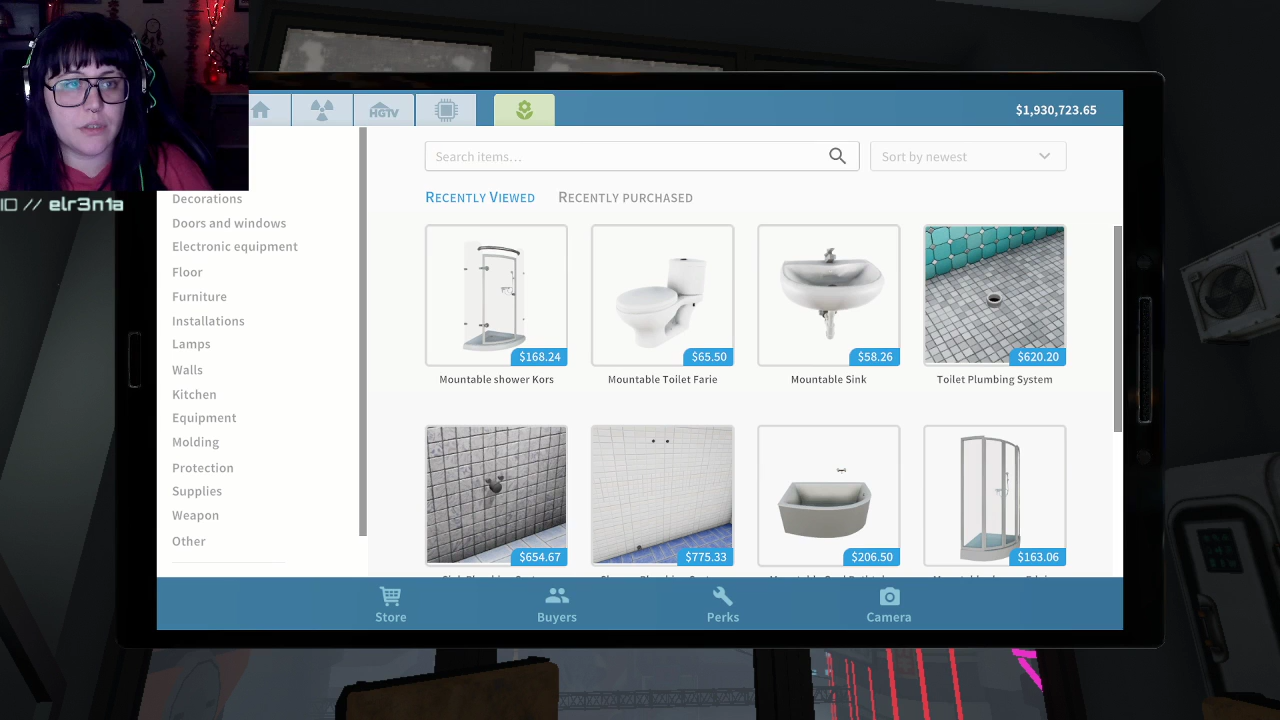 HGTV
$1,930,723.65
Search items...
Sort by newest
ID // elr3n1a
RECENTLY VIEWED
RECENTLY PURCHASED
Decorations
Doors and windows
Electronic equipment
Floor
Furniture
Installations
Lamps
Walls
Kitchen
Equipment
Molding
Protection
Supplies
Weapon
Other
$168.24
$65.50
$58.26
$620.20
Mountable shower Kors
Mountable Toilet Farie
Mountable Sink
Toilet Plumbing System
$654.67
$775.33
$206.50
$163.06
Store
Buyers
Perks
Camera